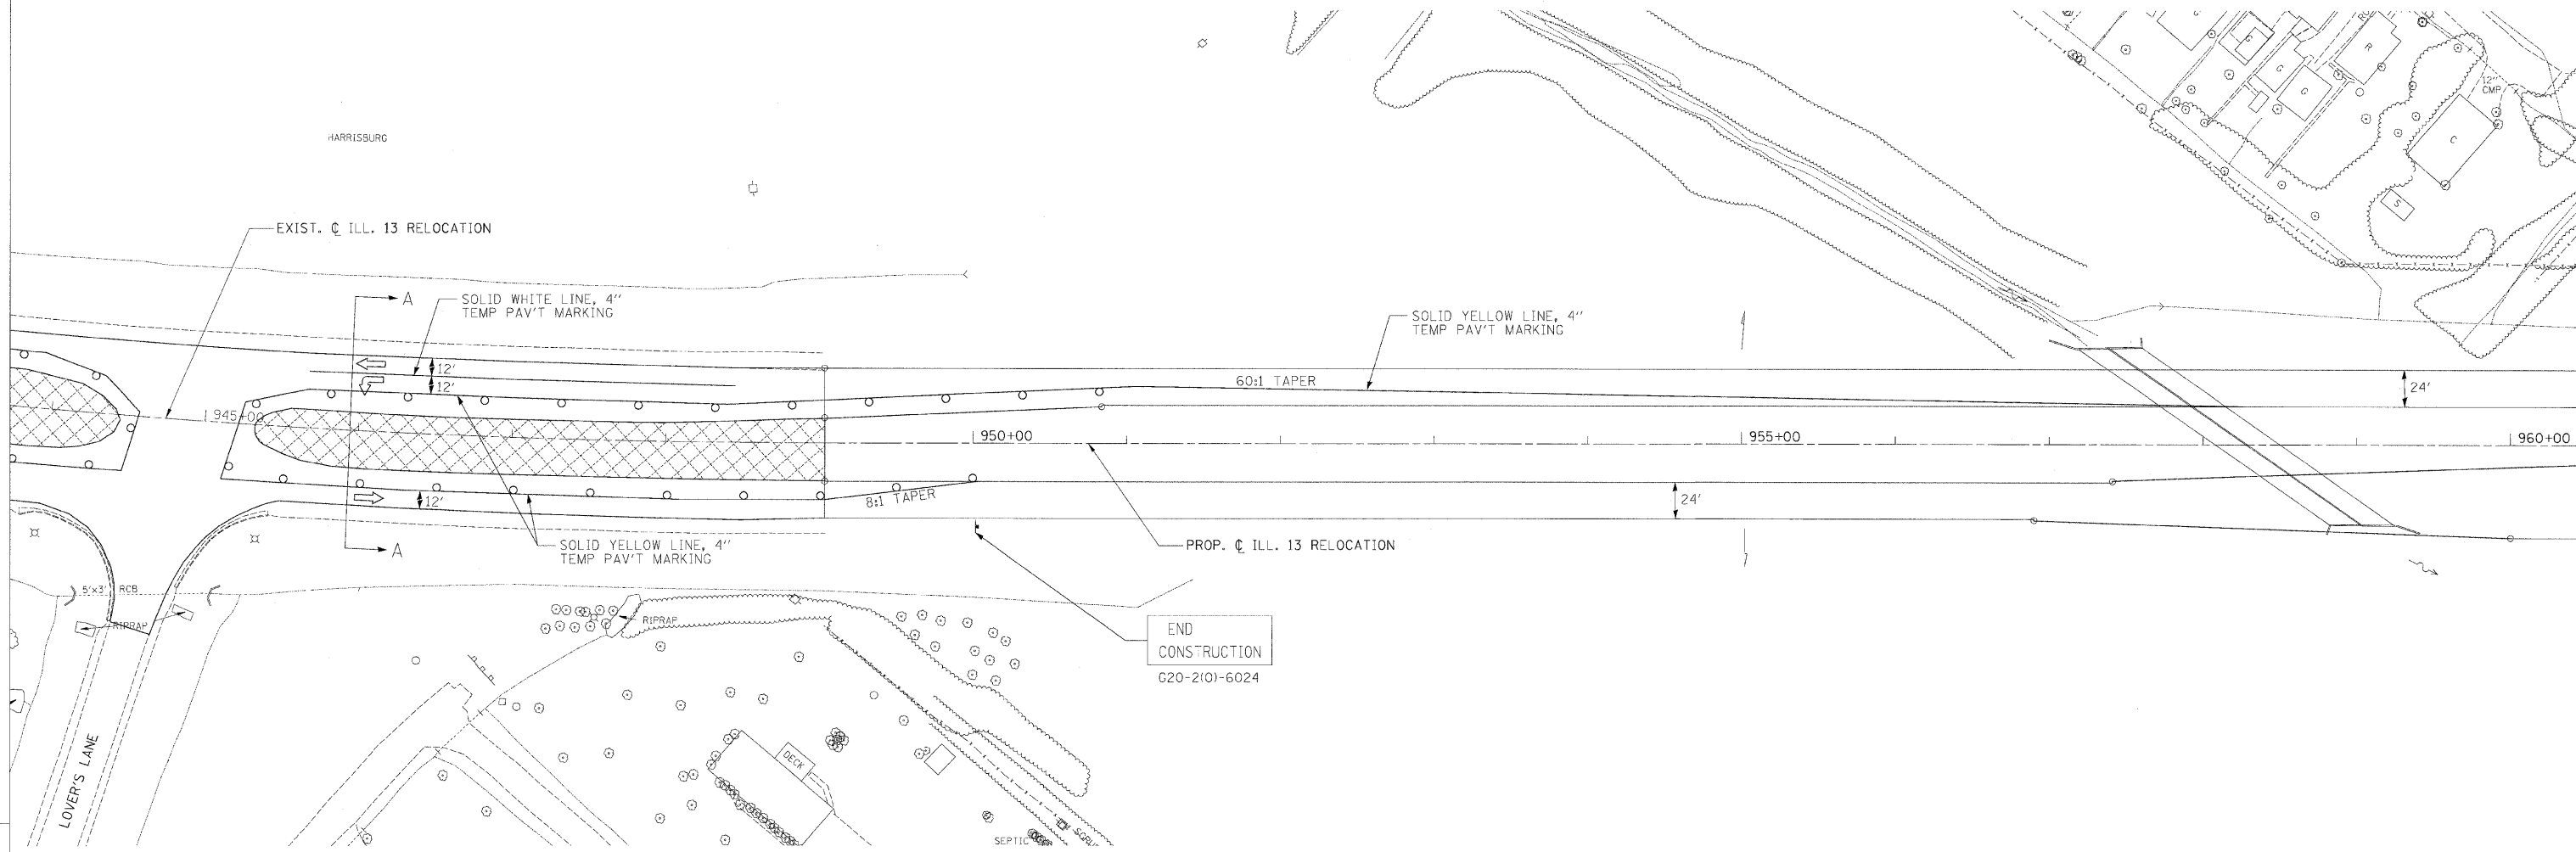 HARRISBURG
EXIST. ℄ ILL. 13 RELOCATION
A
SOLID WHITE LINE, 4"
TEMP PAV'T MARKING
SOLID YELLOW LINE, 4"
TEMP PAV'T MARKING
12'
12'
60:1 TAPER
24'
945+00
950+00
955+00
960+00
12'
8:1 TAPER
24'
A
SOLID YELLOW LINE, 4"
TEMP PAV'T MARKING
PROP. ℄ ILL. 13 RELOCATION
END
CONSTRUCTION
G20-2(O)-6024
5'x3' RCB
RIPRAP
RIPRAP
LOVER'S LANE
DECK
SEPTIC
12"
CMP
G
G
G
G
R
C
S